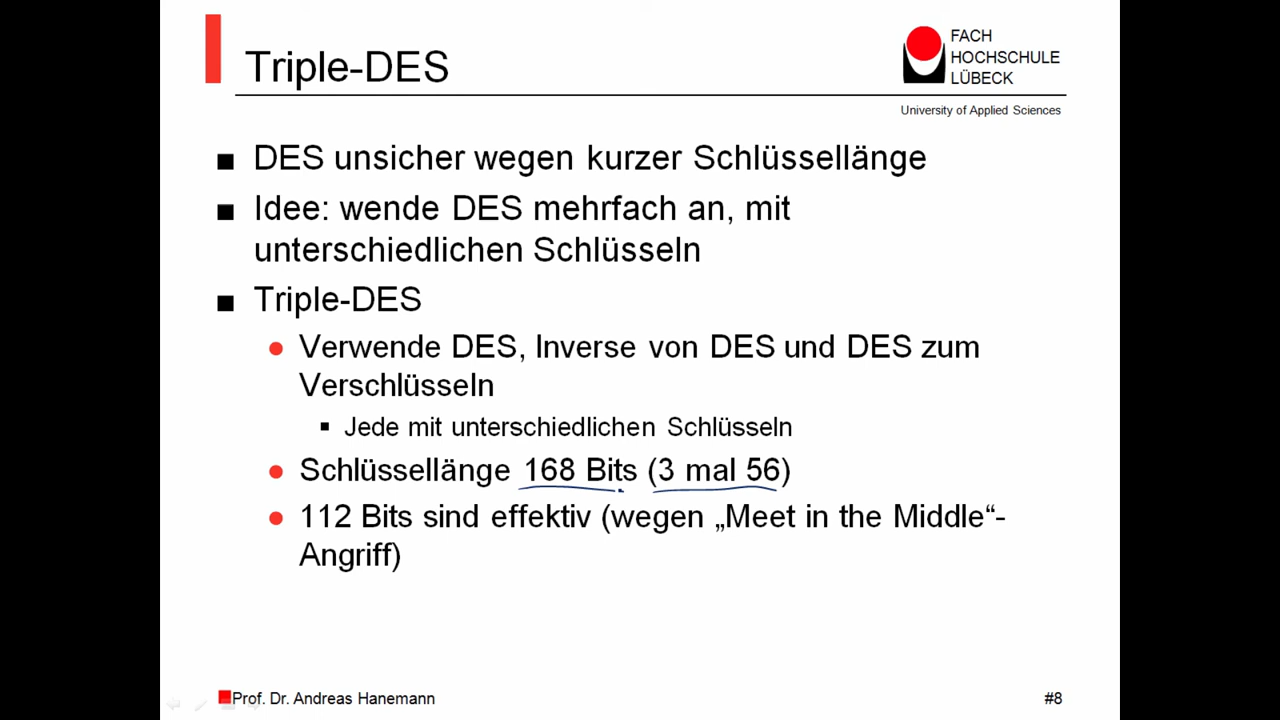 Triple-DES
FACH
HOCHSCHULE
LÜBECK
University of Applied Sciences
DES unsicher wegen kurzer Schlüssellänge
Idee: wende DES mehrfach an, mit
unterschiedlichen Schlüsseln
Triple-DES
Verwende DES, Inverse von DES und DES zum
Verschlüsseln
Jede mit unterschiedlichen Schlüsseln
Schlüssellänge 168 Bits (3 mal 56)
112 Bits sind effektiv (wegen „Meet in the Middle“-
Angriff)
Prof. Dr. Andreas Hanemann
#8